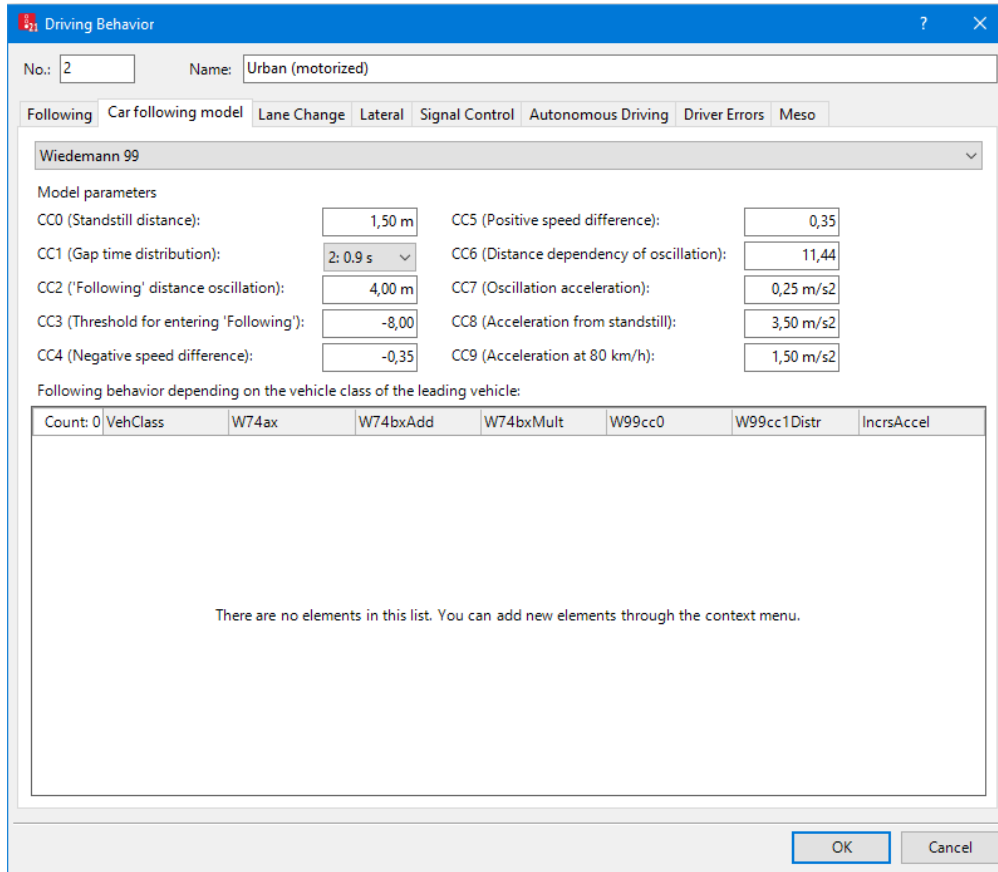 21 Driving Behavior ?
No.: 2 Name: Urban (motorized)
Following Car following model Lane Change Lateral Signal Control Autonomous Driving Driver Errors Meso
Wiedemann 99
Model parameters
CC0 (Standstill distance): 1,50 m CC5 (Positive speed difference): 0,35
CC1 (Gap time distribution): 2: 0.9 s CC6 (Distance dependency of oscillation): 11,44
CC2 ('Following' distance oscillation): 4,00 m CC7 (Oscillation acceleration): 0,25 m/s2
CC3 (Threshold for entering 'Following'): -8,00 CC8 (Acceleration from standstill): 3,50 m/s2
CC4 (Negative speed difference): -0,35 CC9 (Acceleration at 80 km/h): 1,50 m/s2
Following behavior depending on the vehicle class of the leading vehicle:
Count: 0 VehClass W74ax W74bxAdd W74bxMult W99cc0 W99cc1Distr IncrsAccel
There are no elements in this list. You can add new elements through the context menu.
OK Cancel